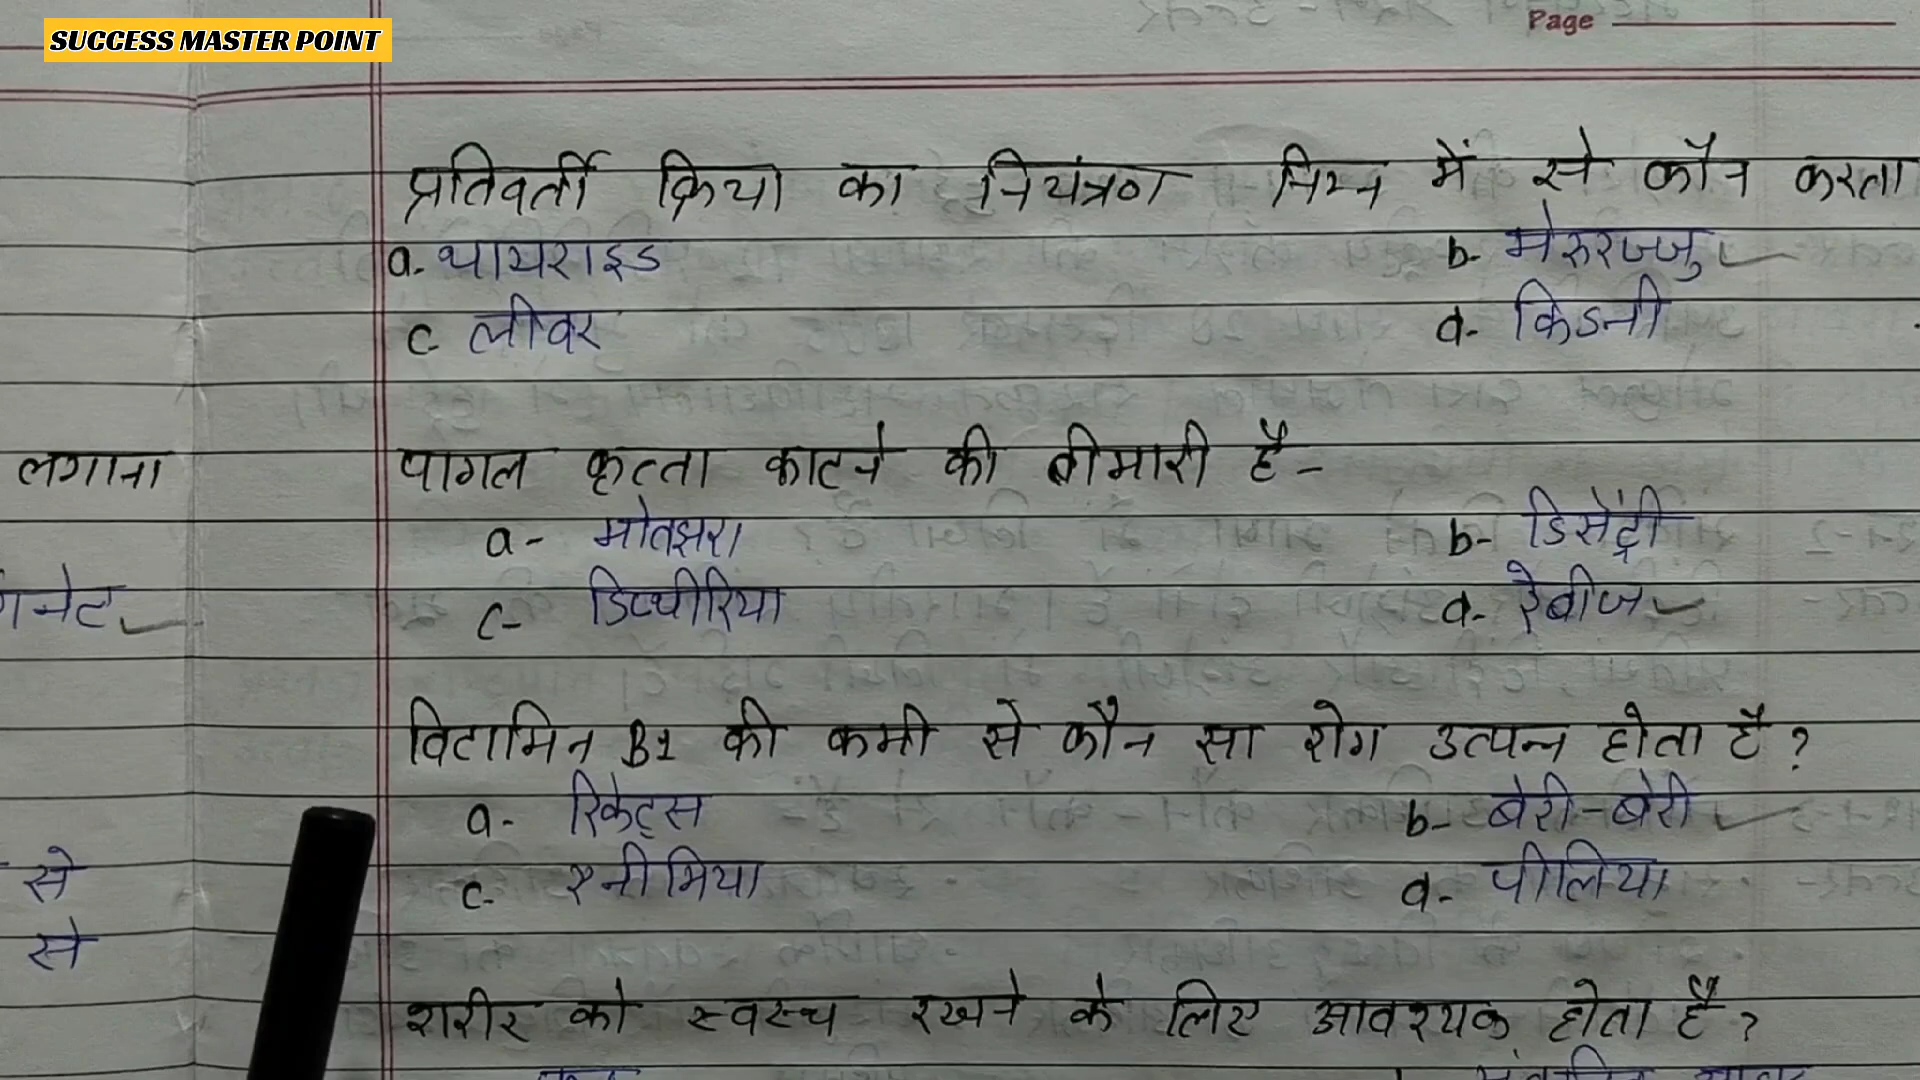 SUCCESS MASTER POINT
Page
प्रतिवर्ती क्रिया का नियंत्रण निम्न में से कौन करता
a. थायराइड b- मेरुरज्जु
c- लीवर d- किडनी
लगाना
पागल कुत्ता काटने की बीमारी है-
a- मोतझरा b- डिसेंट्री
c- डिप्थीरिया d- रेबीज
विटामिन B1 की कमी से कौन सा रोग उत्पन्न होता है ?
a- रिकेट्स b- बेरी-बेरी
c- एनीमिया d- पीलिया
से
से
शरीर को स्वस्थ रखने के लिए आवश्यक होता है ?